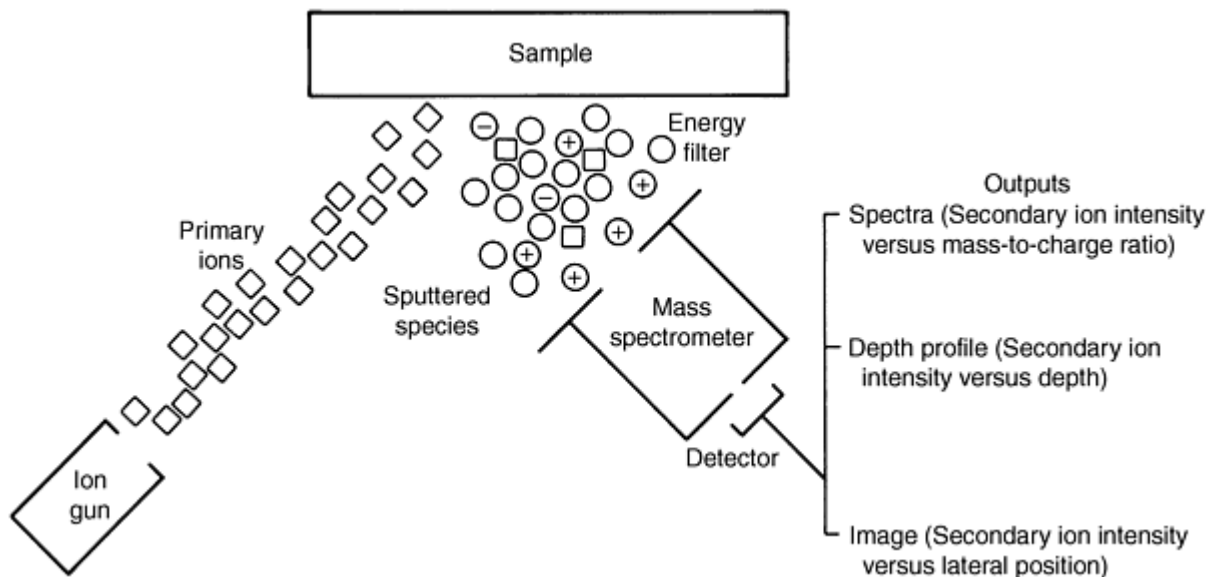 Sample
Energy
filter
Primary
ions
Sputtered
species
Mass
spectrometer
Ion
gun
Detector
Outputs
Spectra (Secondary ion intensity
versus mass-to-charge ratio)
Depth profile (Secondary ion
intensity versus depth)
Image (Secondary ion intensity
versus lateral position)